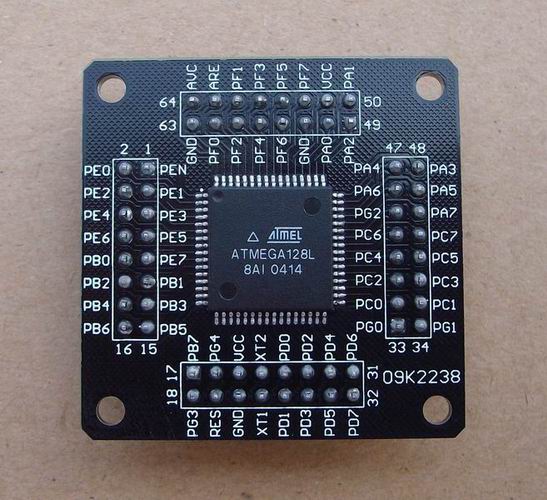 AVC ARE PF1 PF3 PF5 PF7 VCC PA1
64 50
63 49
GND PF0 PF2 PF4 PF6 GND PA0 PA2
2 1 47 48
PE0 PEN PA4 PA3
PE2 PE1 PA6 PA5
PE4 PE3 PG2 PA7
PE6 PE5 PC6 PC7
PB0 PE7 PC4 PC5
PB2 PB1 PC2 PC3
PB4 PB3 PC0 PC1
PB6 PB5 PG0 PG1
16 15 33 34
ATMEL
ATMEGA128L
8AI 0414
PB7 PG4 VCC XT2 PD0 PD2 PD4 PD6
17 31
18 32
PG3 RES GND XT1 PD1 PD3 PD5 PD7
09K2238